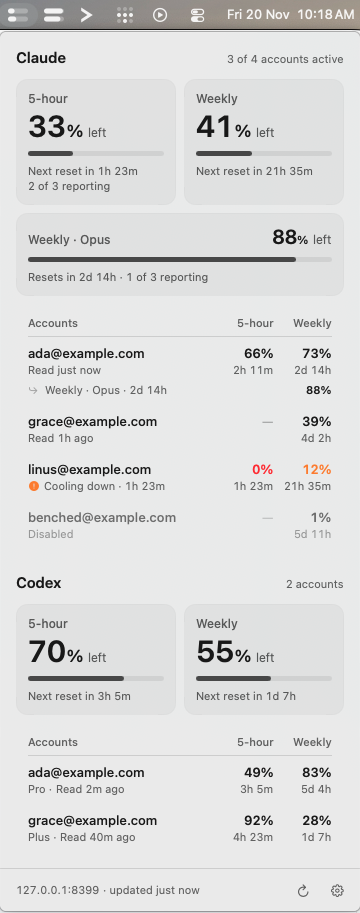 Fri 20 Nov 10:18 AM
Claude 3 of 4 accounts active
5-hour
33% left
Next reset in 1h 23m
2 of 3 reporting
Weekly
41% left
Next reset in 21h 35m
Weekly · Opus 88% left
Resets in 2d 14h · 1 of 3 reporting
Accounts 5-hour Weekly
ada@example.com 66% 73%
Read just now 2h 11m 2d 14h
Weekly · Opus · 2d 14h 88%
grace@example.com — 39%
Read 1h ago 4d 2h
linus@example.com 0% 12%
Cooling down · 1h 23m 1h 23m 21h 35m
benched@example.com — 1%
Disabled 5d 11h
Codex 2 accounts
5-hour
70% left
Next reset in 3h 5m
Weekly
55% left
Next reset in 1d 7h
Accounts 5-hour Weekly
ada@example.com 49% 83%
Pro · Read 2m ago 3h 5m 5d 4h
grace@example.com 92% 28%
Plus · Read 40m ago 4h 23m 1d 7h
127.0.0.1:8399 · updated just now